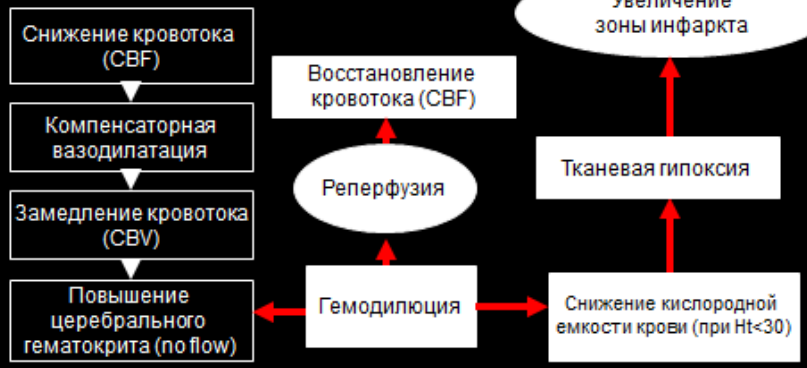 Снижение кровотока
(CBF)
Компенсаторная
вазодилатация
Замедление кровотока
(CBV)
Повышение
церебрального
гематокрита (no flow)
Восстановление
кровотока (CBF)
Реперфузия
Гемодилюция
Увеличение
зоны инфаркта
Тканевая гипоксия
Снижение кислородной
емкости крови (при Ht<30)